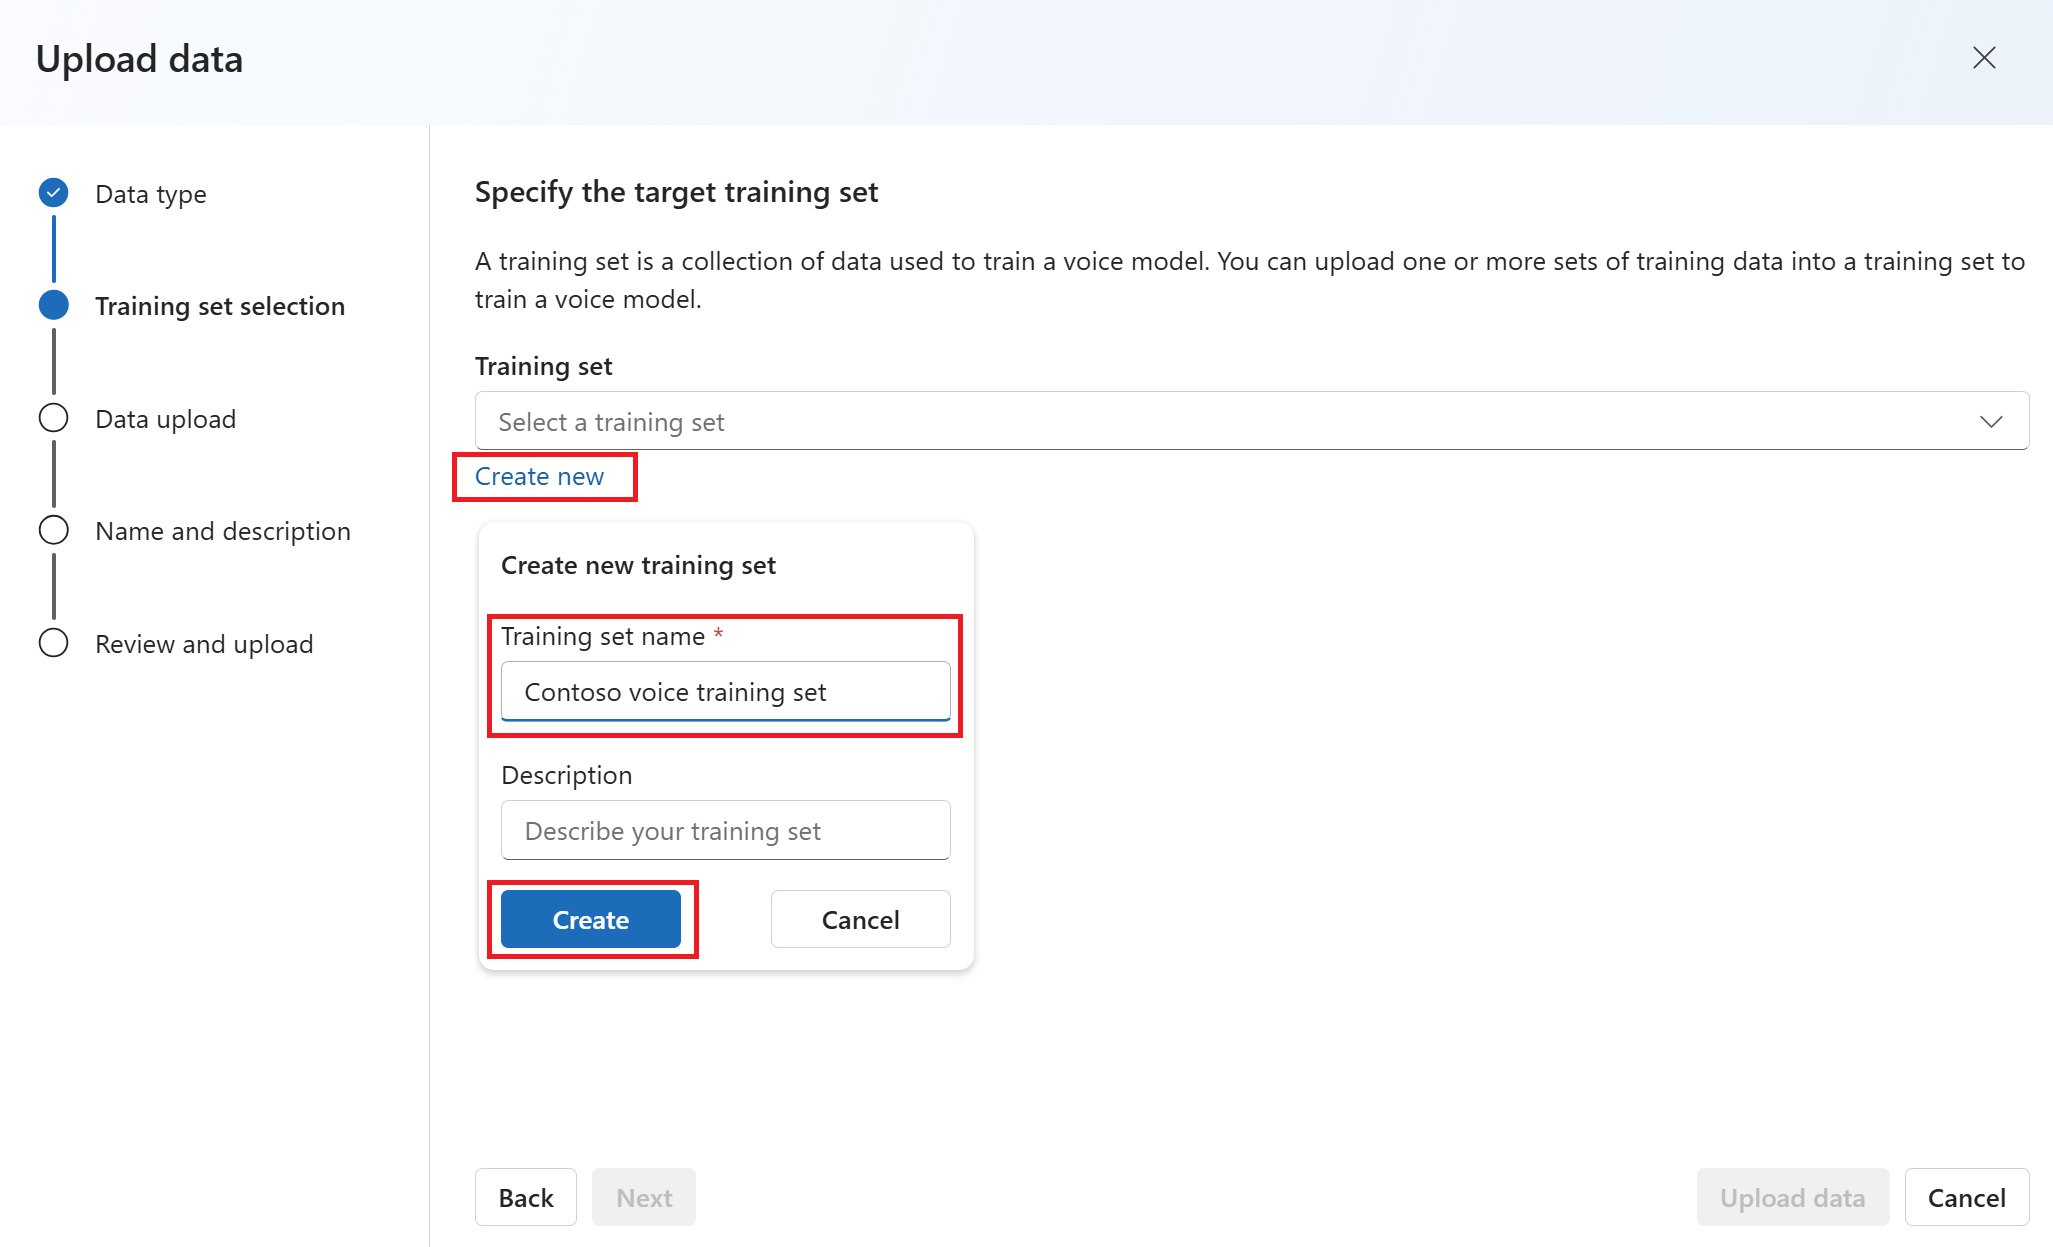 Upload data
Data type
Training set selection
Data upload
Name and description
Review and upload
Specify the target training set
A training set is a collection of data used to train a voice model. You can upload one or more sets of training data into a training set to
train a voice model.
Training set
Select a training set
Create new
Create new training set
Training set name *
Contoso voice training set
Description
Describe your training set
Create
Cancel
Back
Next
Upload data
Cancel